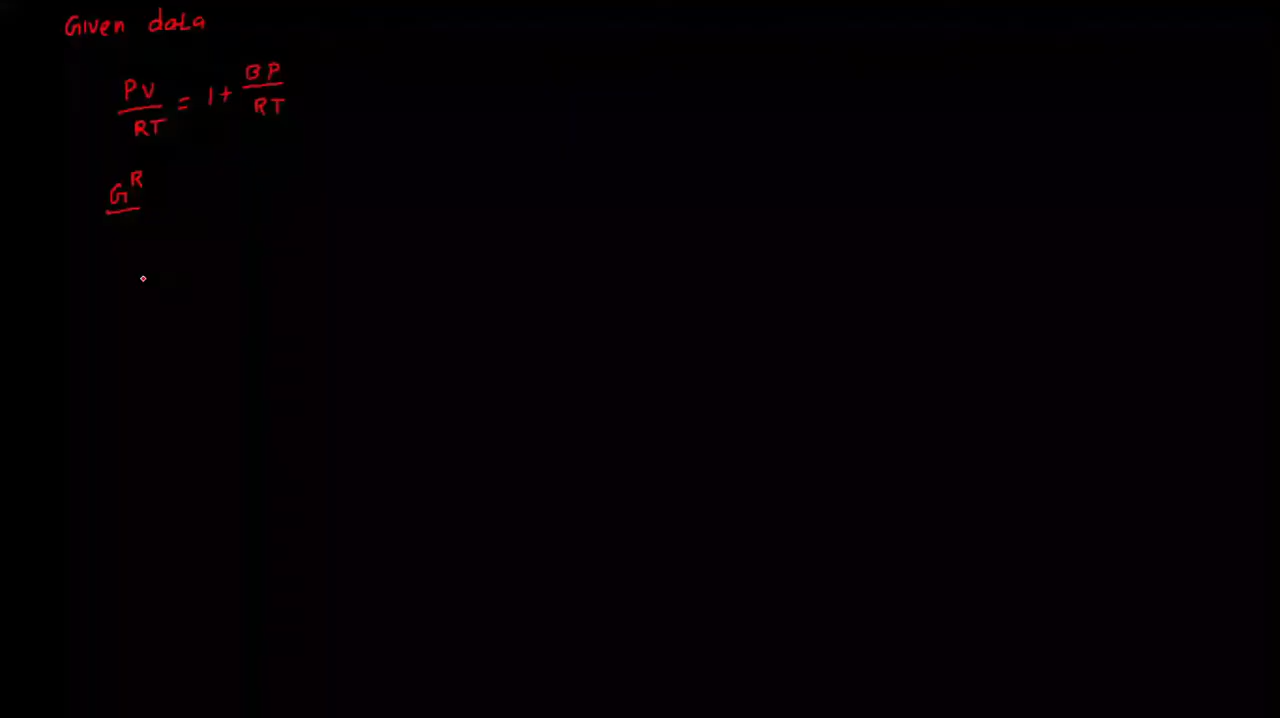 Given data
PV/RT = 1 + BP/RT
G^R